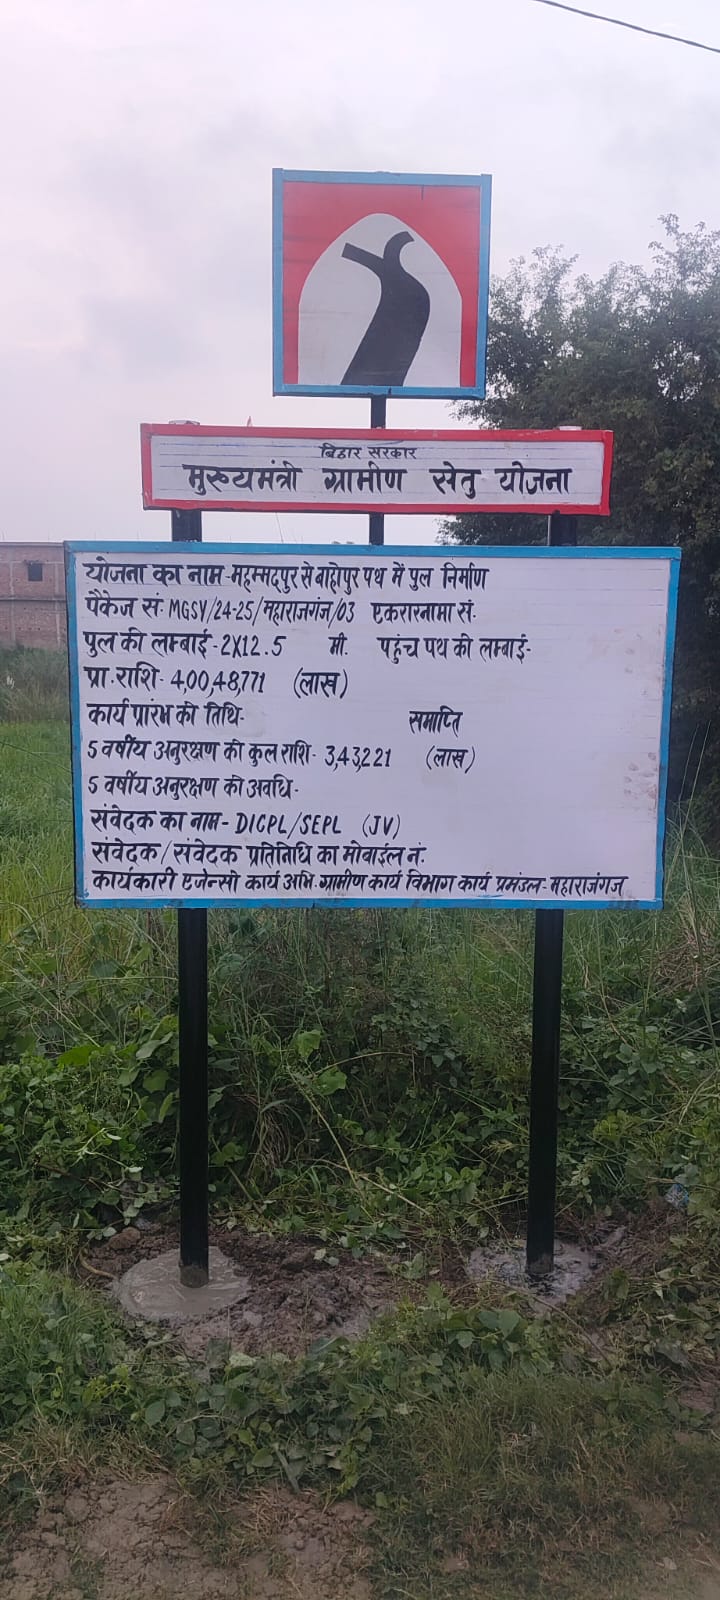 बिहार सरकार
मुख्यमंत्री ग्रामीण सेतु योजना
योजना का नाम-महम्मदपुर से बाहोपुर पथ में पुल निर्माण
पैकेज सं- MGSY/24-25/महाराजगंज/03 एकरारनामा सं.
पुल की लम्बाई-2X12.5 मी. पहुंच पथ की लम्बाई-
प्रा. राशि- 4,00,48,771 (लाख)
कार्य प्रारंभ की तिथि- समाप्ति
5 वर्षीय अनुरक्षण की कुल राशि- 3,43,221 (लाख)
5 वर्षीय अनुरक्षण की अवधि-
संवेदक का नाम- DICPL/SEPL (JV)
संवेदक/संवेदक प्रतिनिधि का मोबाईल नं.
कार्यकारी एजेन्सी कार्य अभि. ग्रामीण कार्य विभाग कार्य प्रमंडल-महाराजंगज